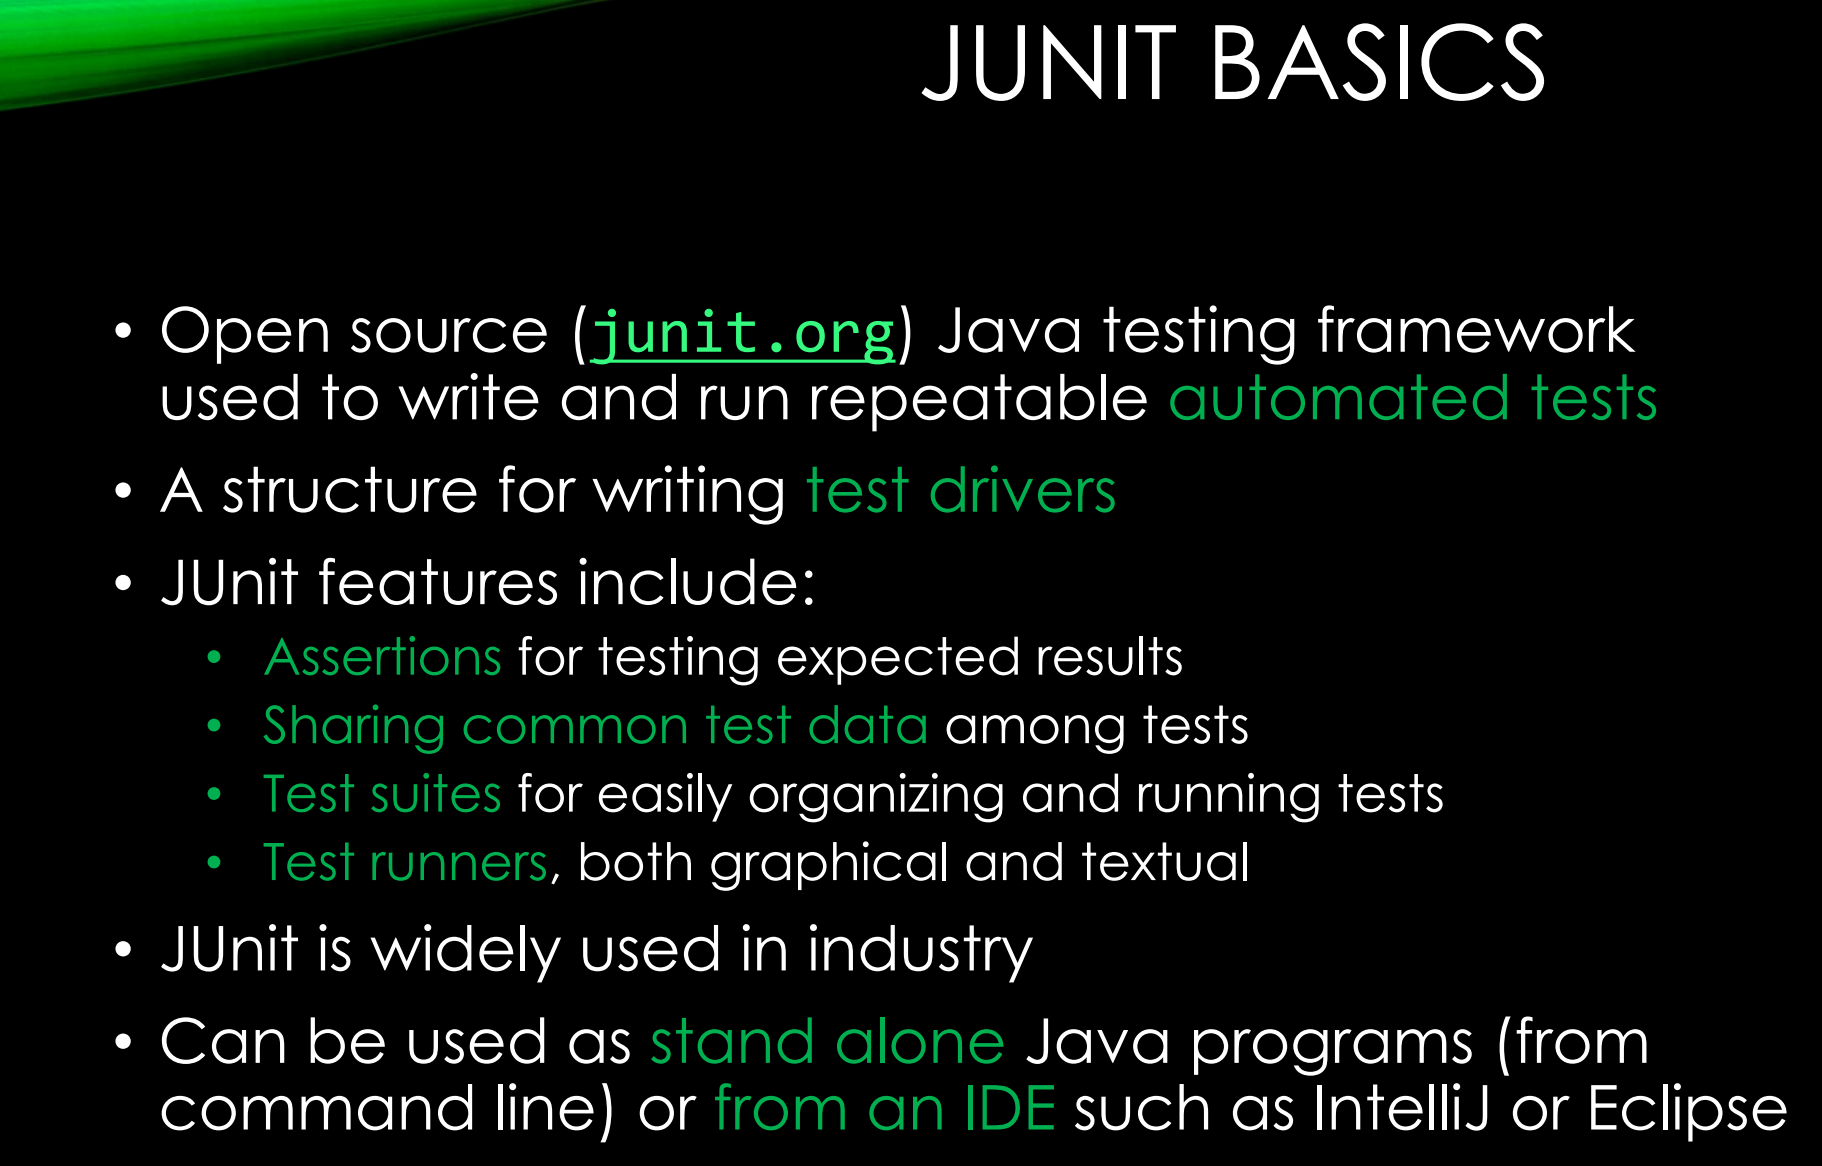 JUNIT BASICS
• Open source (junit.org) Java testing framework
used to write and run repeatable automated tests
• A structure for writing test drivers
• JUnit features include:
• Assertions for testing expected results
• Sharing common test data among tests
• Test suites for easily organizing and running tests
• Test runners, both graphical and textual
• JUnit is widely used in industry
• Can be used as stand alone Java programs (from
command line) or from an IDE such as IntelliJ or Eclipse